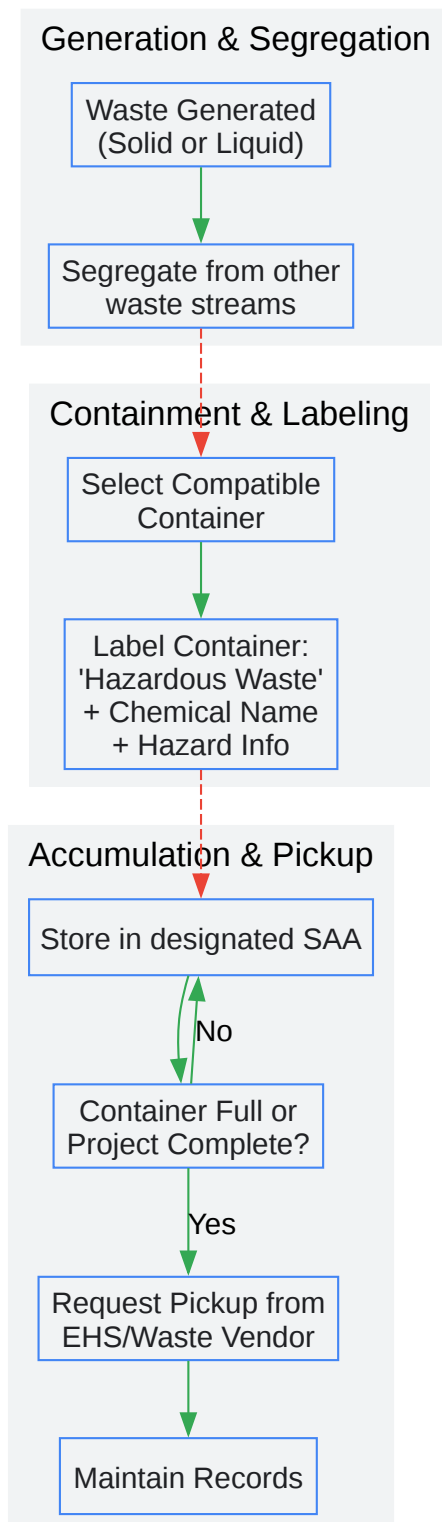 Generation & Segregation
Waste Generated
(Solid or Liquid)
Segregate from other
waste streams
Containment & Labeling
Select Compatible
Container
Label Container:
'Hazardous Waste'
+ Chemical Name
+ Hazard Info
Accumulation & Pickup
Store in designated SAA
No
Container Full or
Project Complete?
Yes
Request Pickup from
EHS/Waste Vendor
Maintain Records